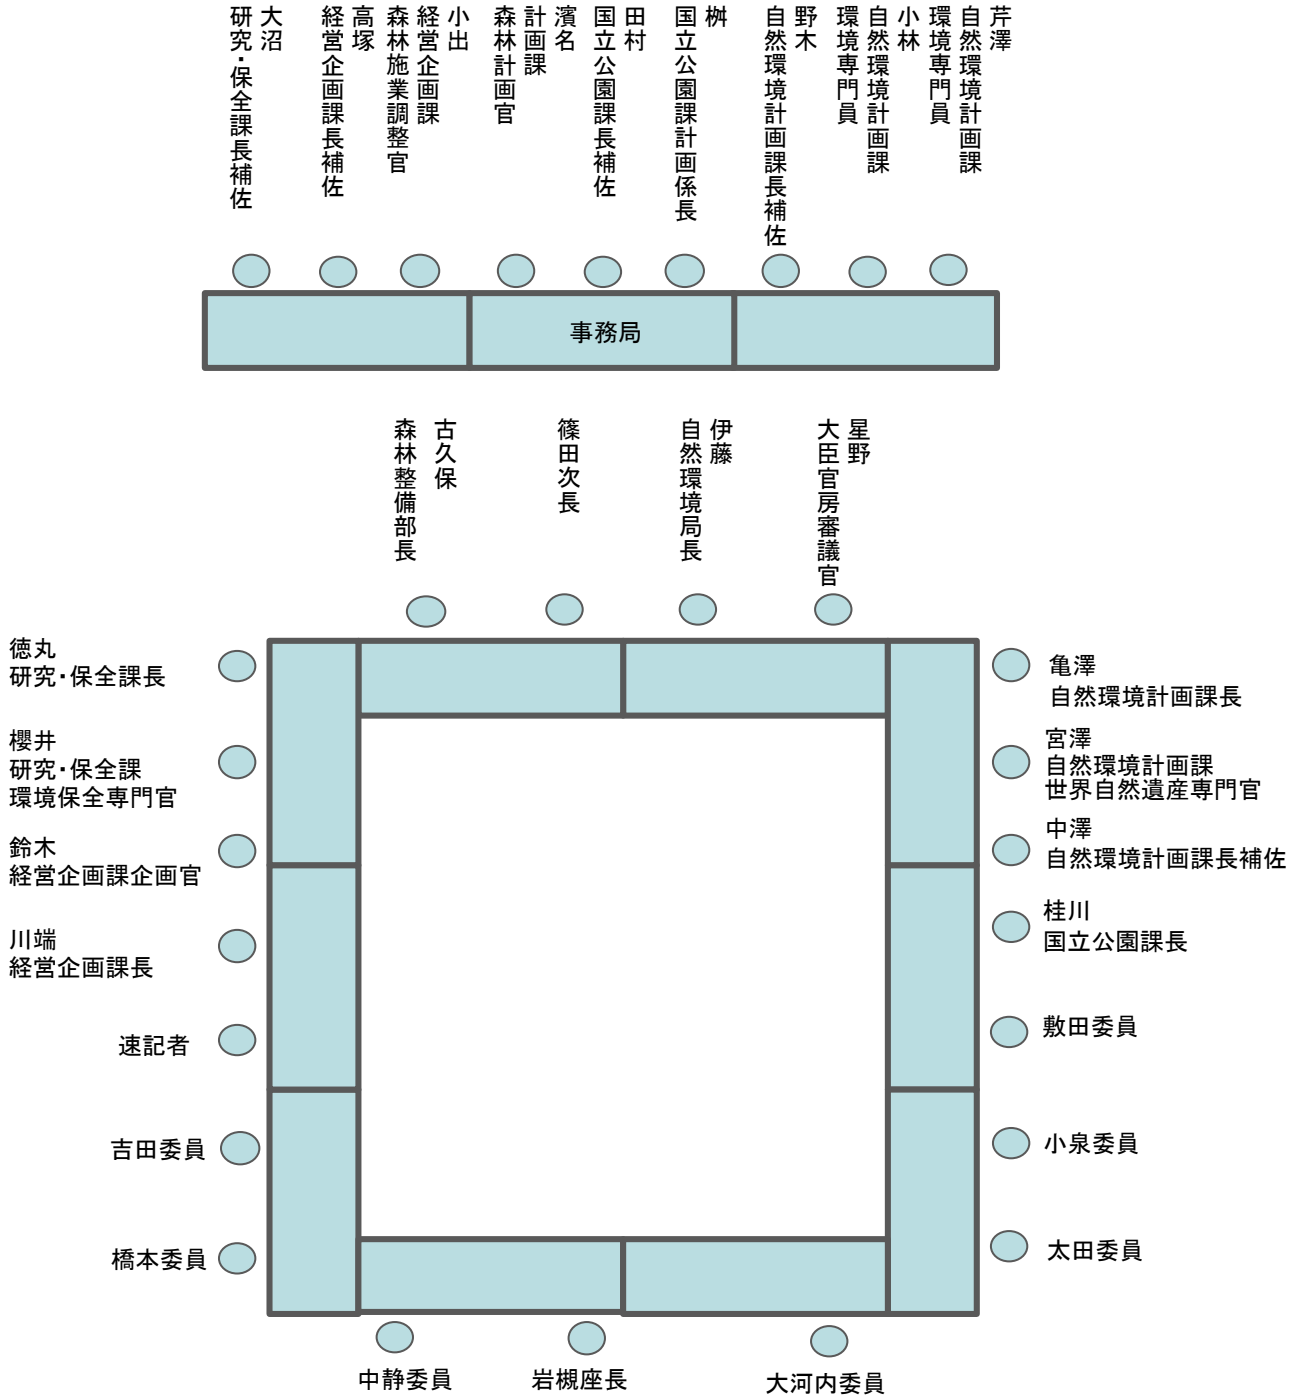 大沼
研究・保全課長補佐
高塚
経営企画課長補佐
小出
経営企画課
森林施業調整官
濱名
計画課
森林計画官
田村
国立公園課長補佐
桝
国立公園課計画係長
野木
自然環境計画課長補佐
小林
自然環境計画課
環境専門員
芹澤
自然環境計画課
環境専門員
事務局
古久保
森林整備部長
篠田次長
伊藤
自然環境局長
星野
大臣官房審議官
徳丸
研究・保全課長
櫻井
研究・保全課
環境保全専門官
鈴木
経営企画課企画官
川端
経営企画課長
速記者
吉田委員
橋本委員
亀澤
自然環境計画課長
宮澤
自然環境計画課
世界自然遺産専門官
中澤
自然環境計画課長補佐
桂川
国立公園課長
敷田委員
小泉委員
太田委員
中静委員
岩槻座長
大河内委員